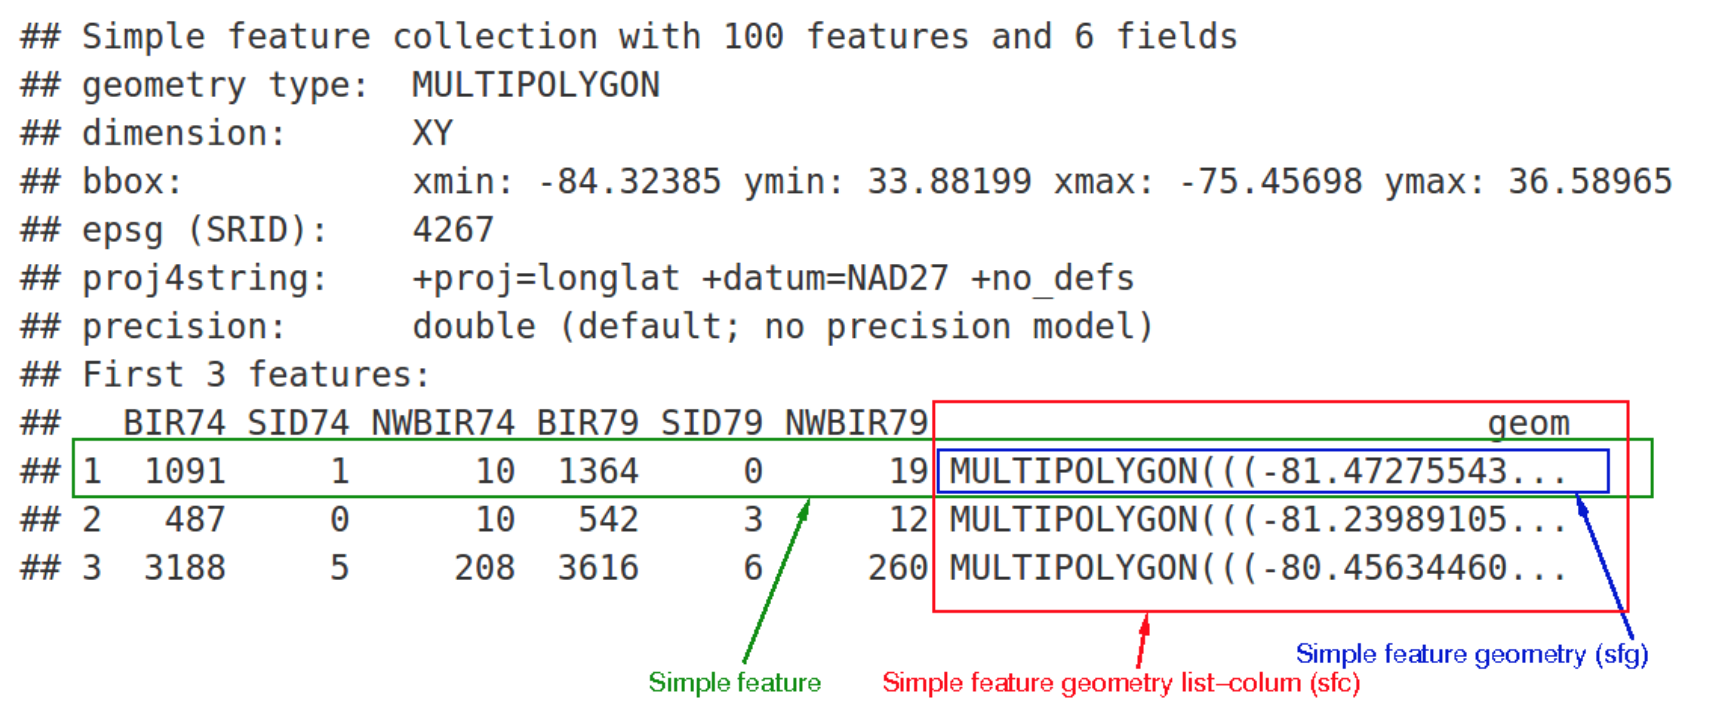 ## Simple feature collection with 100 features and 6 fields
## geometry type:  MULTIPOLYGON
## dimension:      XY
## bbox:           xmin: -84.32385 ymin: 33.88199 xmax: -75.45698 ymax: 36.58965
## epsg (SRID):    4267
## proj4string:    +proj=longlat +datum=NAD27 +no_defs
## precision:      double (default; no precision model)
## First 3 features:
##   BIR74 SID74 NWBIR74 BIR79 SID79 NWBIR79                           geom
## 1  1091     1      10  1364     0      19 MULTIPOLYGON(((-81.47275543...
## 2   487     0      10   542     3      12 MULTIPOLYGON(((-81.23989105...
## 3  3188     5     208  3616     6     260 MULTIPOLYGON(((-80.45634460...
Simple feature geometry (sfg)
Simple feature
Simple feature geometry list–colum (sfc)